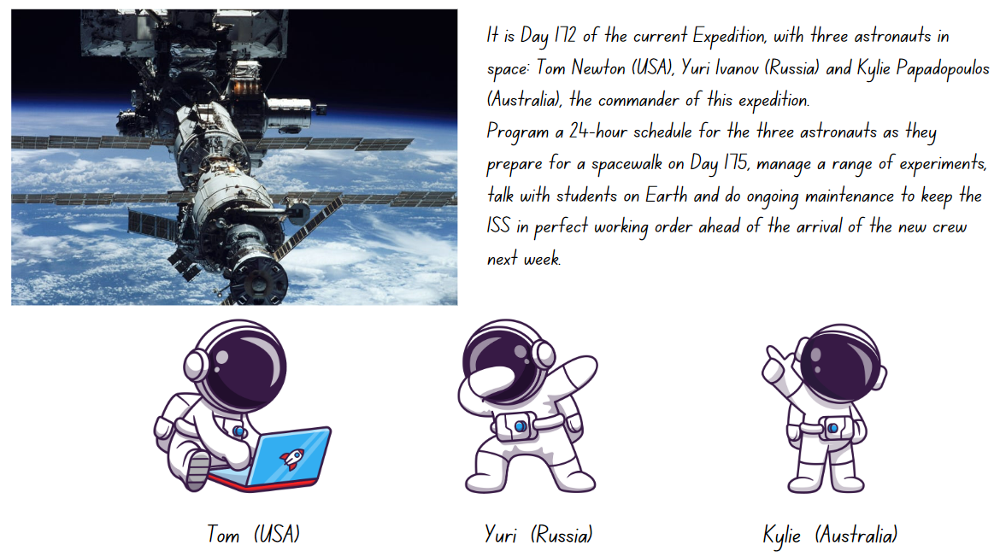 It is Day 172 of the current Expedition, with three astronauts in
space: Tom Newton (USA), Yuri Ivanov (Russia) and Kylie Papadopoulos
(Australia), the commander of this expedition.
Program a 24-hour schedule for the three astronauts as they
prepare for a spacewalk on Day 175, manage a range of experiments,
talk with students on Earth and do ongoing maintenance to keep the
ISS in perfect working order ahead of the arrival of the new crew
next week.
Tom (USA)
Yuri (Russia)
Kylie (Australia)